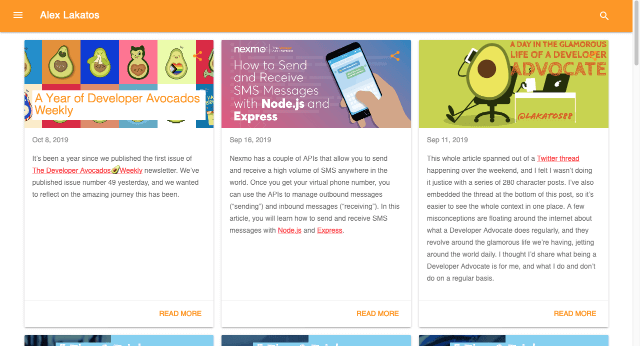 Alex Lakatos
A Year of Developer Avocados
Weekly
Oct 8, 2019
It's been a year since we published the first issue of
The Developer Avocados🥑Weekly newsletter. We've
published issue number 49 yesterday, and we wanted
to reflect on the amazing journey this has been.
READ MORE
nexmo
How to Send
and Receive
SMS Messages
with Node.js and
Express
Sep 16, 2019
Nexmo has a couple of APIs that allow you to send
and receive a high volume of SMS anywhere in the
world. Once you get your virtual phone number, you
can use the APIs to manage outbound messages
("sending") and inbound messages ("receiving"). In this
article, you will learn how to send and receive SMS
messages with Node.js and Express.
READ MORE
A DAY IN THE GLAMOROUS
LIFE OF A DEVELOPER
ADVOCATE
@LAKATOS88
Sep 11, 2019
This whole article spanned out of a Twitter thread
happening over the weekend, and I felt I wasn't doing
it justice with a series of 280 character posts. I've also
embedded the thread at the bottom of this post, so it's
easier to see the whole context in one place. A few
misconceptions are floating around the internet about
what a Developer Advocate does regularly, and they
revolve around the glamorous life we're having, jetting
around the world daily. I thought I'd share what being a
Developer Advocate is for me, and what I do and don't
do on a regular basis.
READ MORE